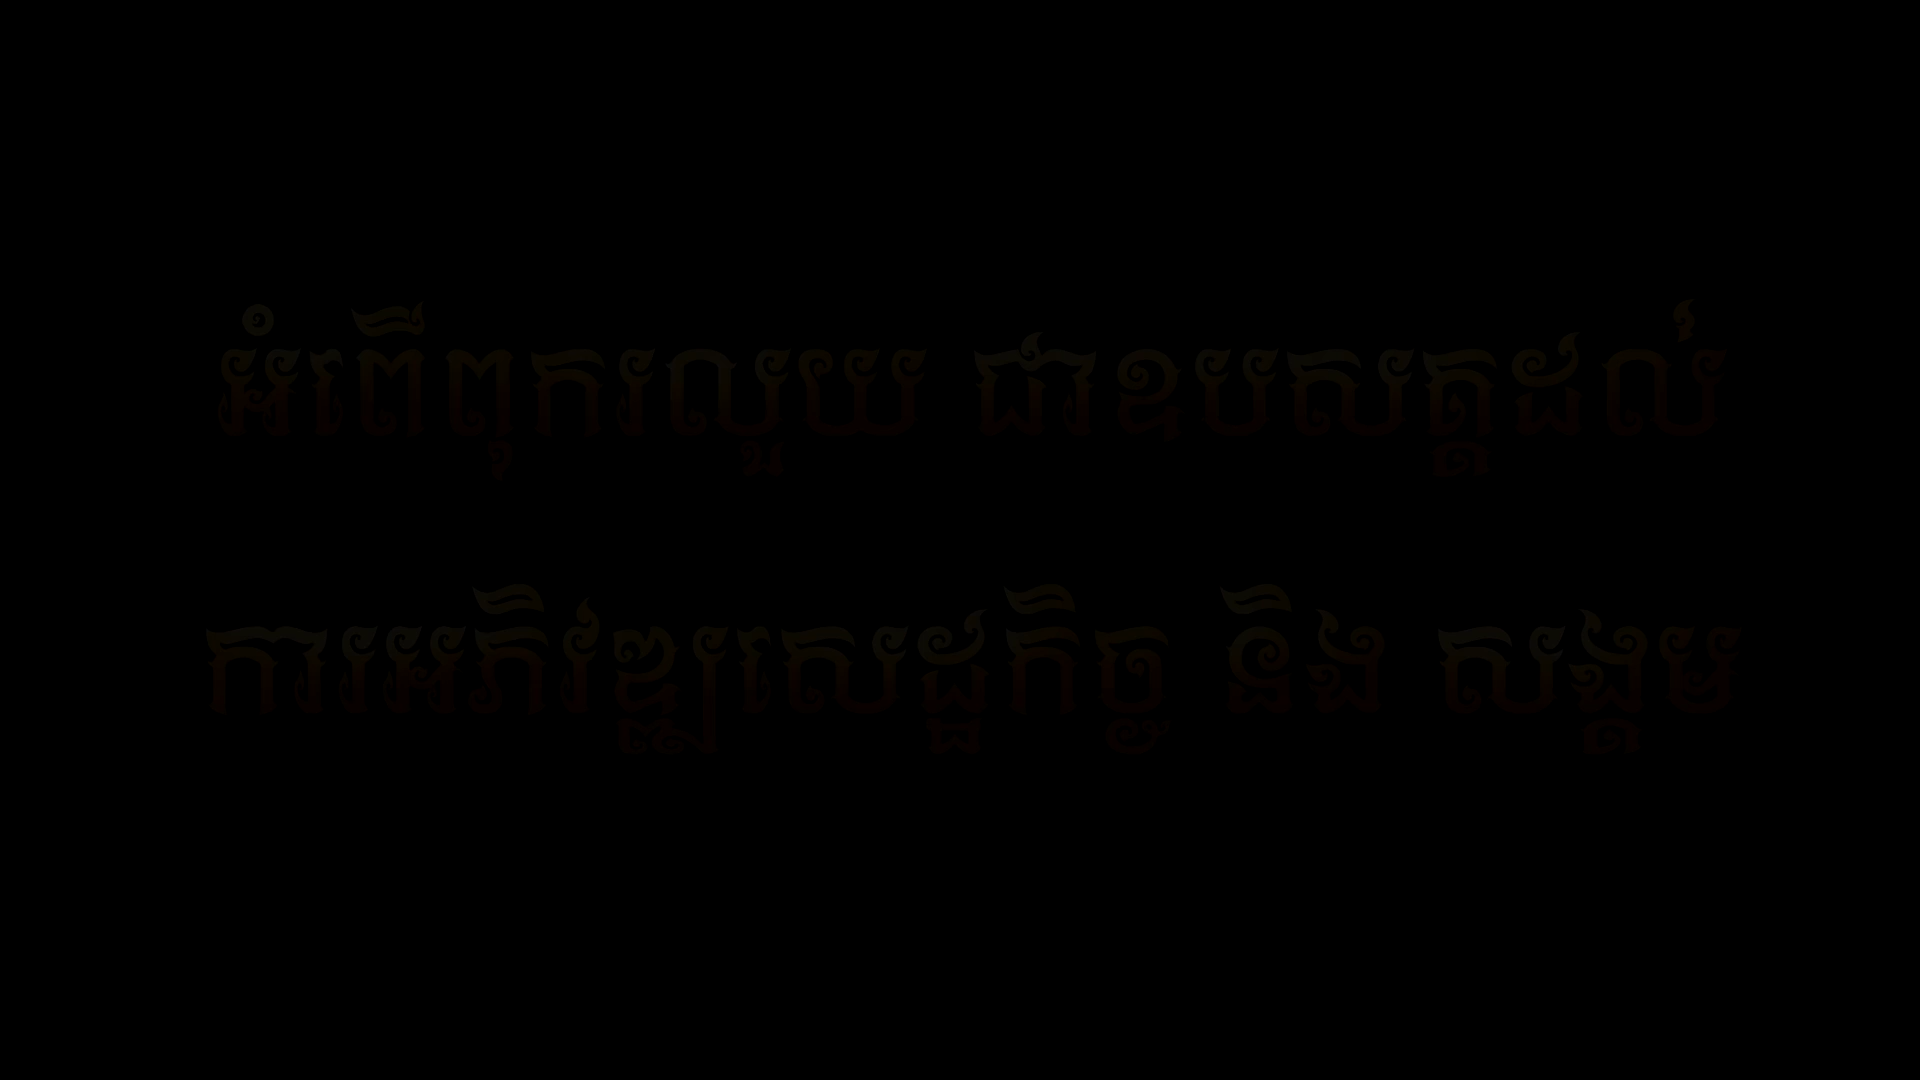 អំពើពុករលួយ ជាឧបសគ្គដល់
ការអភិវឌ្ឍរសេដ្ឋកិច្ច និង សង្គម